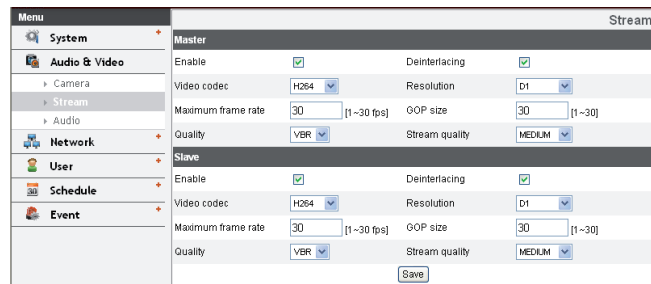 Menu
Stream
System +
Audio & Video
Camera
Stream
Audio
Network +
User +
30 Schedule +
Event +
Master
Enable Deinterlacing
Video codec H264 Resolution D1
Maximum frame rate 30 [1~30 fps] GOP size 30 [1~30]
Quality VBR Stream quality MEDIUM
Slave
Enable Deinterlacing
Video codec H264 Resolution D1
Maximum frame rate 30 [1~30 fps] GOP size 30 [1~30]
Quality VBR Stream quality MEDIUM
Save